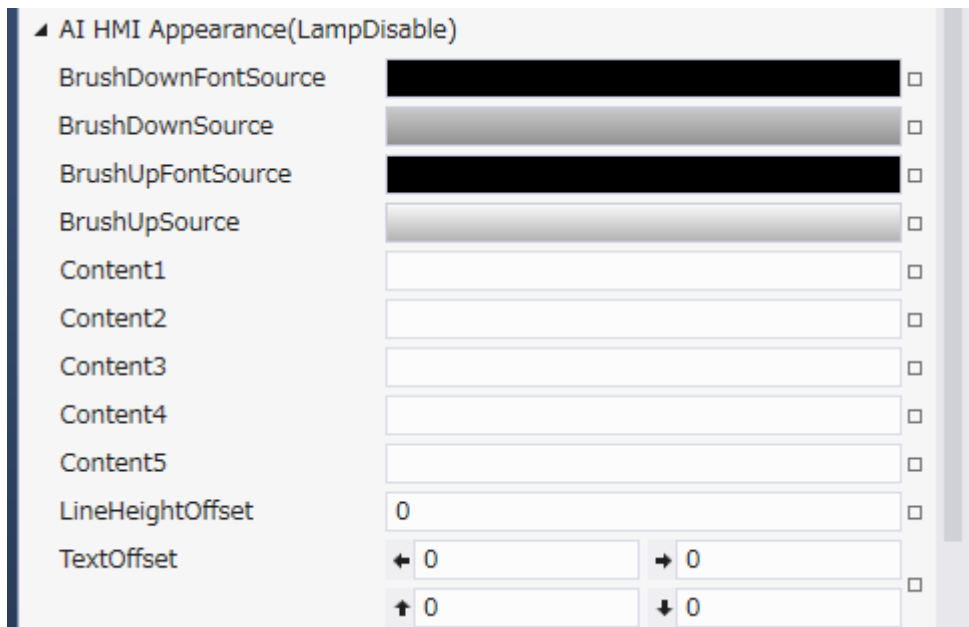 AI HMI Appearance(LampDisable)
BrushDownFontSource
BrushDownSource
BrushUpFontSource
BrushUpSource
Content1
Content2
Content3
Content4
Content5
LineHeightOffset 0
TextOffset 0 0
0 0